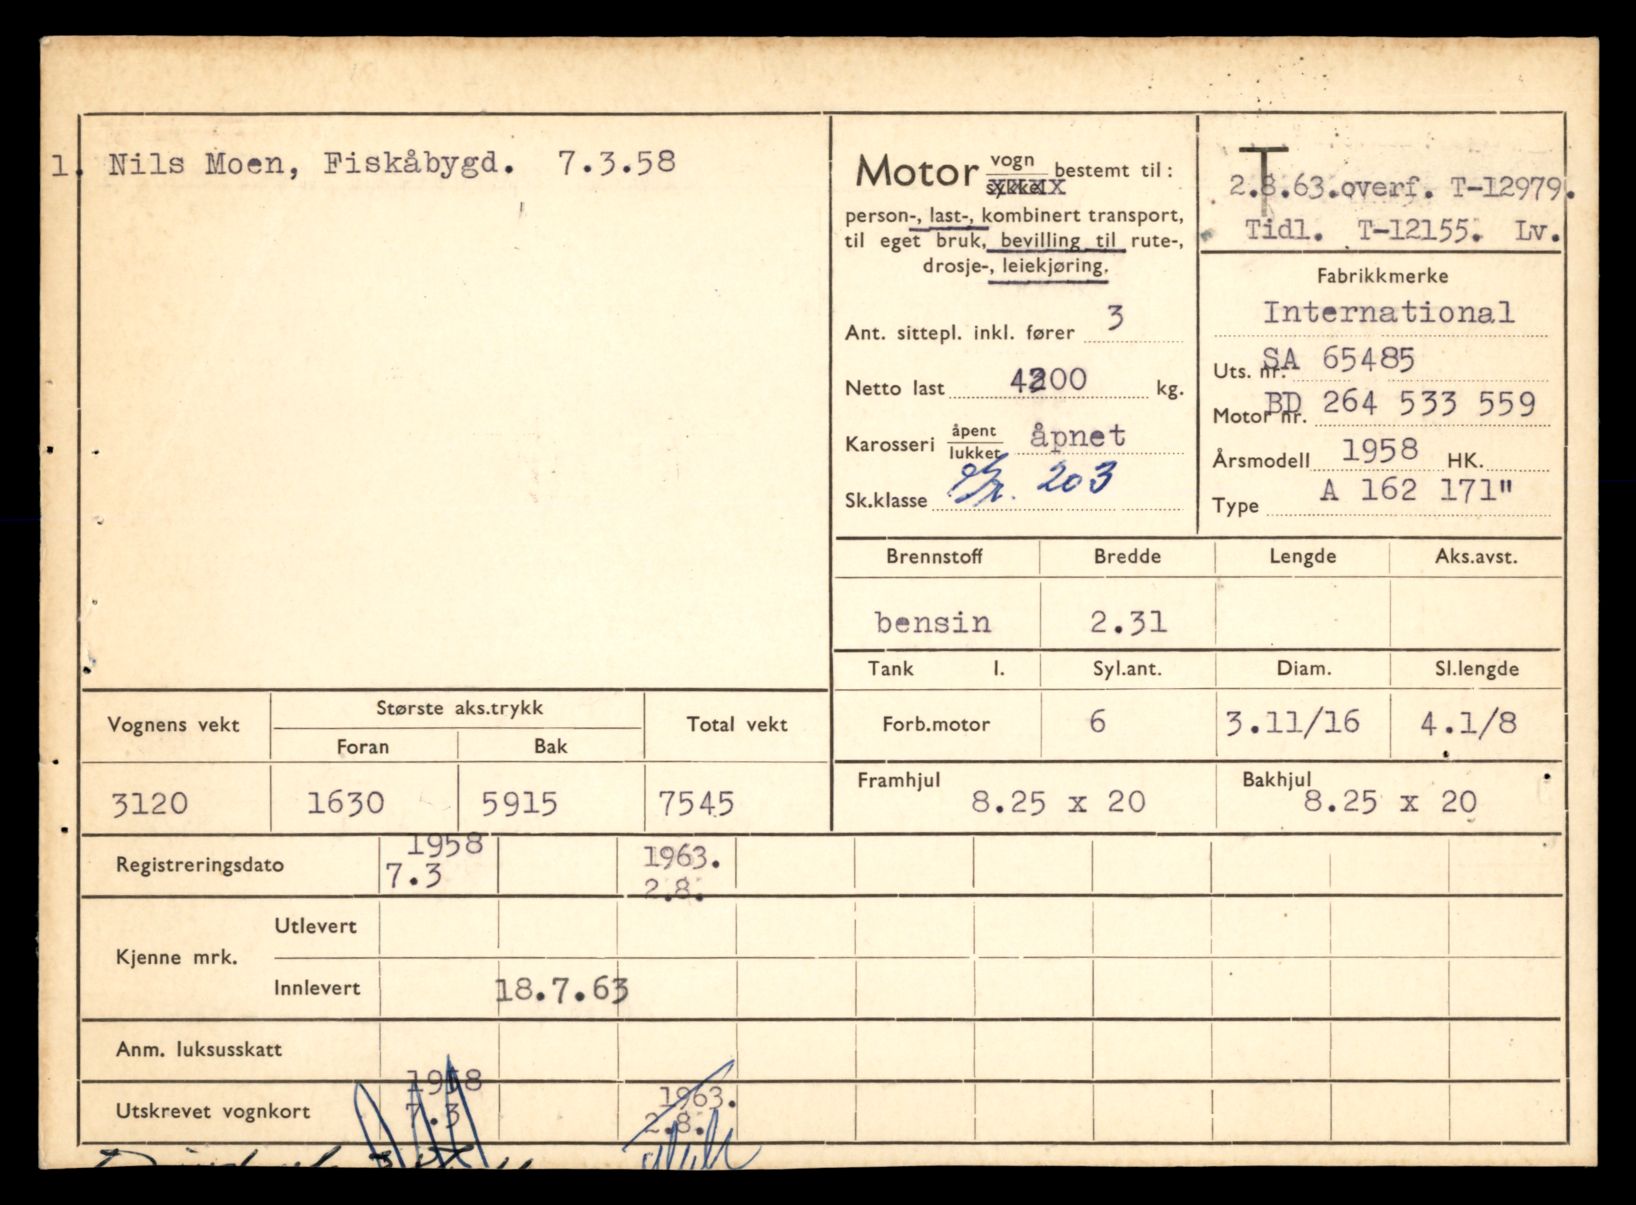 1. Nils Moen, Fiskåbygd. 7.3.58
Motor vogn bestemt til:
person-, last-, kombinert transport,
til eget bruk, bevilling til rute-,
drosje-, leiekjøring.
Ant. sittepl. inkl. fører 3
Netto last 4200 kg.
Karosseri åpent lukket åpnet
Sk.klasse 203
T
2.8.63.overf. T-12979.
Tidl. T-12155. Lv.
Fabrikkmerke
International
Uts. nr. SA 65485
Motor nr. BD 264 533 559
Årsmodell 1958 HK.
Type A 162 171"
Brennstoff Bredde Lengde Aks.avst.
bensin 2.31
Tank l. Syl.ant. Diam. Sl.lengde
Forb.motor 6 3.11/16 4.1/8
Framhjul 8.25 x 20 Bakhjul 8.25 x 20
Vognens vekt Største aks.trykk Total vekt
Foran Bak
3120 1630 5915 7545
1958 1963.
Registreringsdato 7.3 2.8.
Utlevert
Kjenne mrk.
Innlevert 18.7.63
Anm. luksusskatt
1958 1963.
Utskrevet vognkort 7.3 2.8.